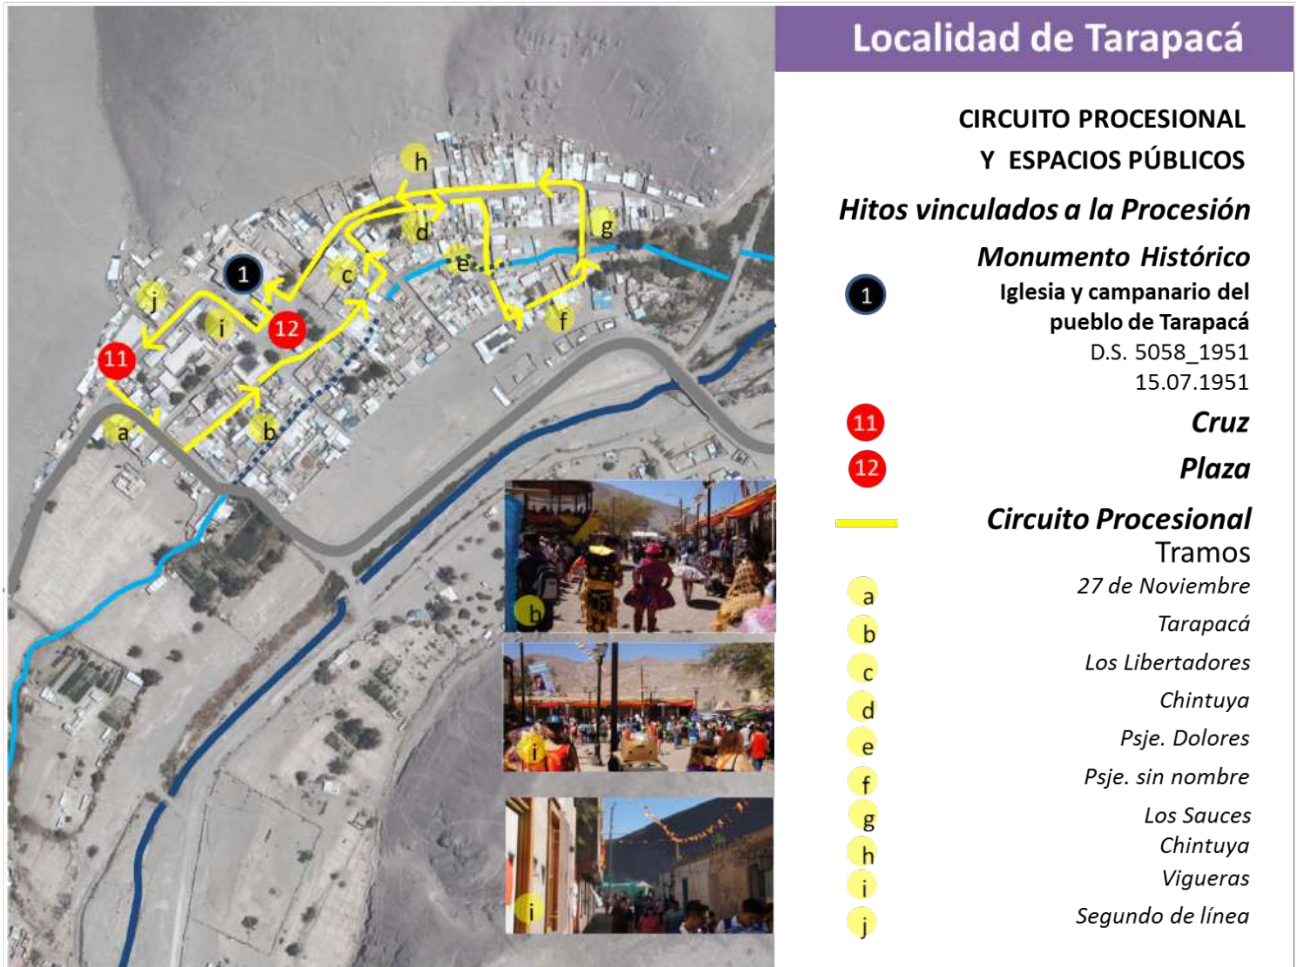 Localidad de Tarapacá
CIRCUITO PROCESIONAL
Y ESPACIOS PÚBLICOS
Hitos vinculados a la Procesión
Monumento Histórico
1
Iglesia y campanario del
pueblo de Tarapacá
D.S. 5058_1951
15.07.1951
11 Cruz
12 Plaza
Circuito Procesional
Tramos
a 27 de Noviembre
b Tarapacá
c Los Libertadores
d Chintuya
e Psje. Dolores
f Psje. sin nombre
g Los Sauces
h Chintuya
i Vigueras
j Segundo de línea
h
g
d
e
c
1
j
i
12
f
11
a
b
b
i
i